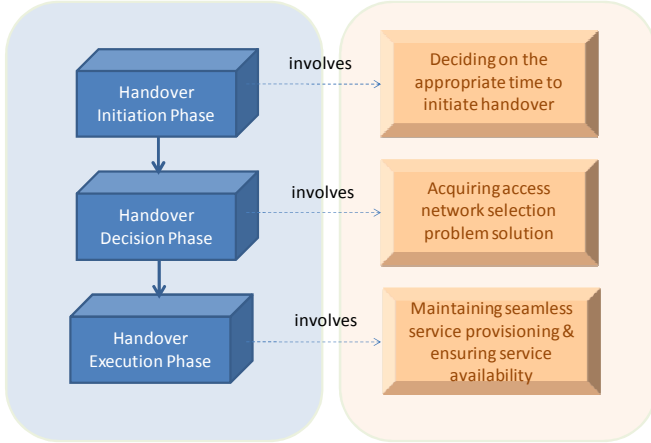 Handover
Initiation Phase
involves
Deciding on the
appropriate time to
initiate handover
Handover
Decision Phase
involves
Acquiring access
network selection
problem solution
Handover
Execution Phase
involves
Maintaining seamless
service provisioning &
ensuring service
availability